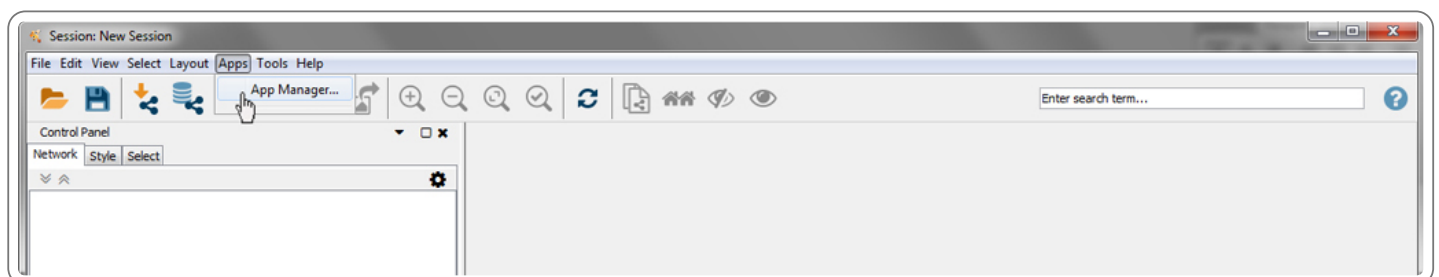 Session: New Session
File Edit View Select Layout Apps Tools Help
App Manager...
Enter search term...
?
Control Panel
Network Style Select